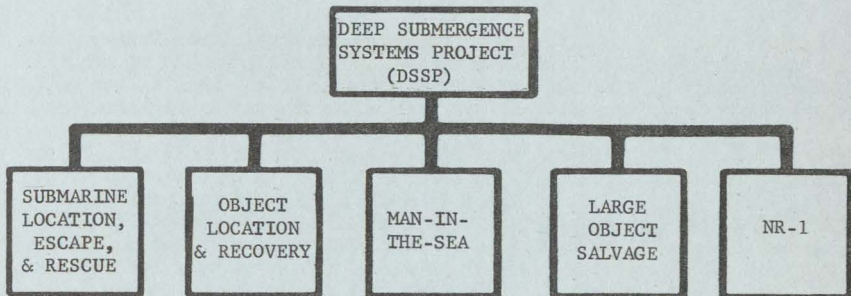 DEEP SUBMERGENCE
SYSTEMS PROJECT
(DSSP)
SUBMARINE
LOCATION,
ESCAPE,
& RESCUE
OBJECT
LOCATION
& RECOVERY
MAN-IN-
THE-SEA
LARGE
OBJECT
SALVAGE
NR-1